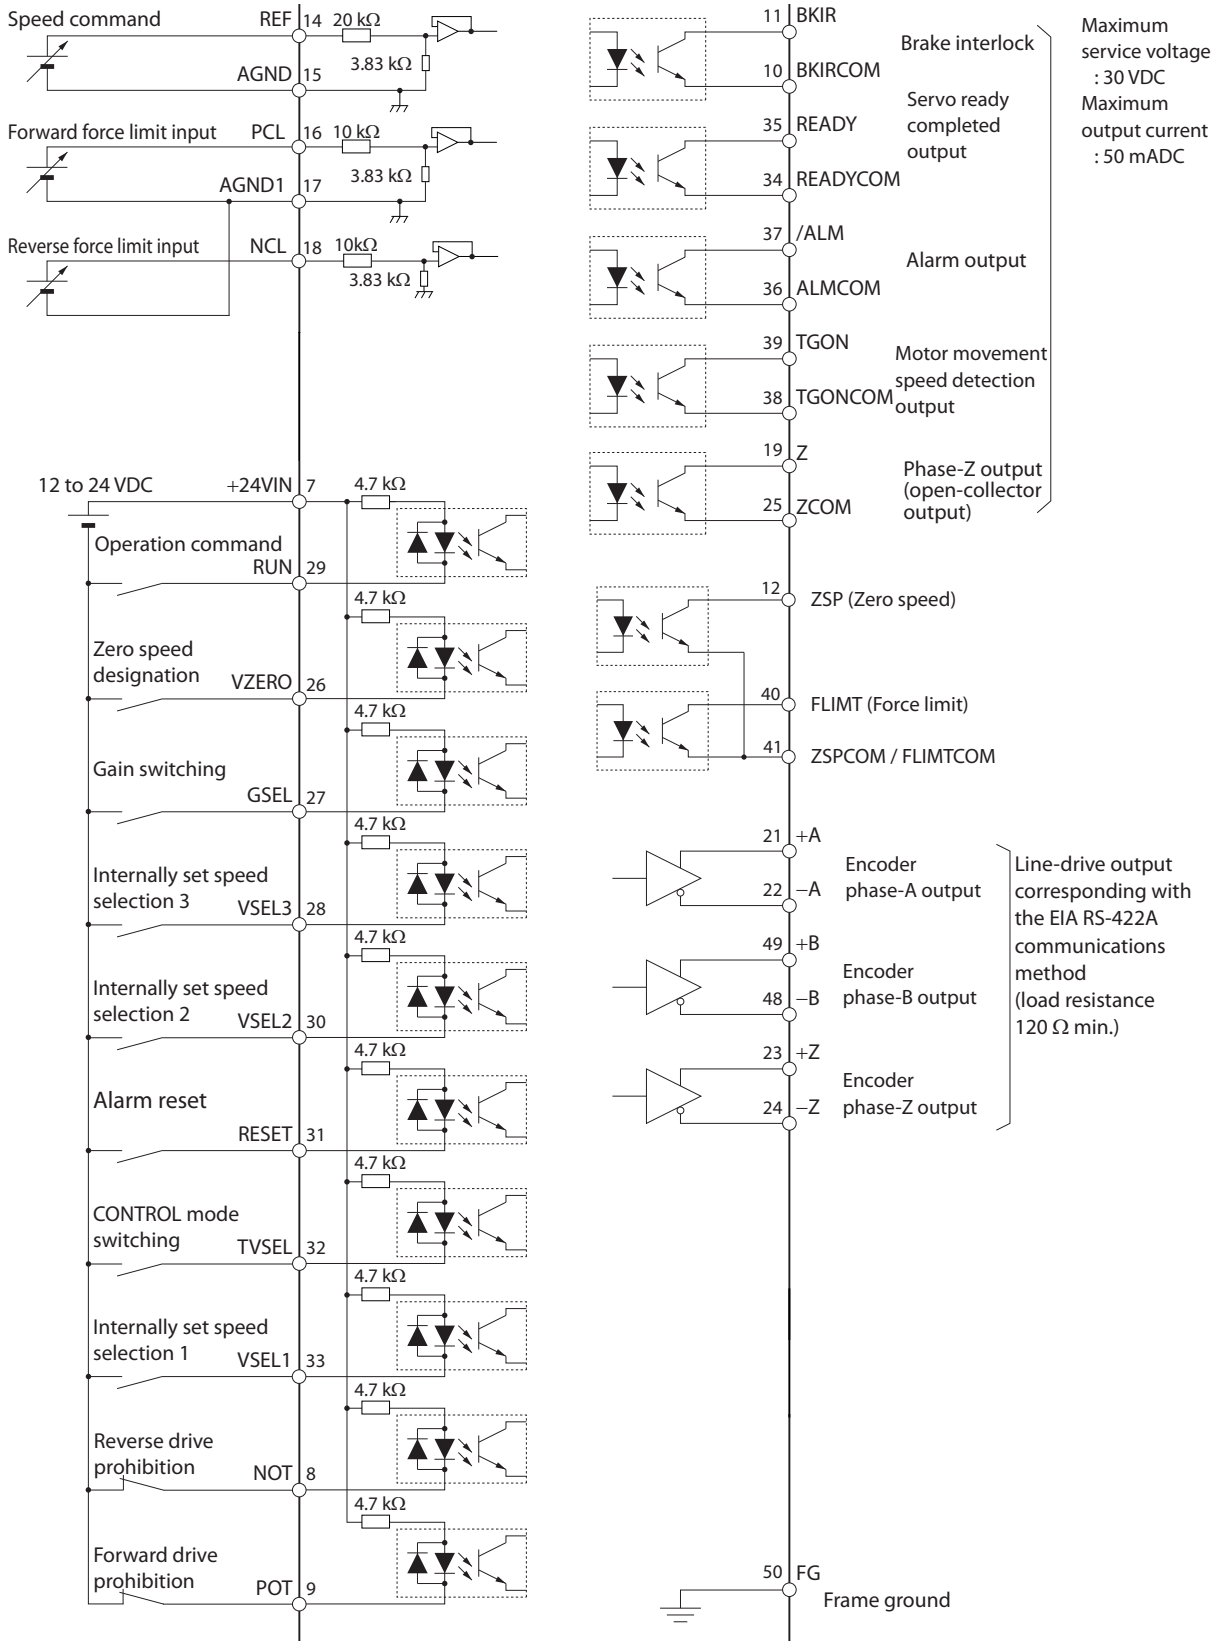 Speed command
REF 14 20 kΩ
3.83 kΩ
AGND 15
Forward force limit input PCL 16 10 kΩ
3.83 kΩ
AGND1 17
Reverse force limit input NCL 18 10kΩ
3.83 kΩ
12 to 24 VDC +24VIN 7 4.7 kΩ
Operation command
RUN 29
4.7 kΩ
Zero speed
designation
VZERO 26
4.7 kΩ
Gain switching
GSEL 27
4.7 kΩ
Internally set speed
selection 3
VSEL3 28
4.7 kΩ
Internally set speed
selection 2
VSEL2 30
4.7 kΩ
Alarm reset
RESET 31
4.7 kΩ
CONTROL mode
switching
TVSEL 32
4.7 kΩ
Internally set speed
selection 1
VSEL1 33
4.7 kΩ
Reverse drive
prohibition
NOT 8
4.7 kΩ
Forward drive
prohibition
POT 9
11 BKIR
Brake interlock
10 BKIRCOM
35 READY
Servo ready
completed
output
34 READYCOM
37 /ALM
Alarm output
36 ALMCOM
39 TGON
Motor movement
speed detection
output
38 TGONCOM
19 Z
Phase-Z output
(open-collector
output)
25 ZCOM
Maximum
service voltage
: 30 VDC
Maximum
output current
: 50 mADC
12 ZSP (Zero speed)
40 FLIMT (Force limit)
41 ZSPCOM / FLIMTCOM
21 +A
Encoder
phase-A output
22 −A
49 +B
Encoder
phase-B output
48 −B
23 +Z
Encoder
phase-Z output
24 −Z
Line-drive output
corresponding with
the EIA RS-422A
communications
method
(load resistance
120 Ω min.)
50 FG
Frame ground